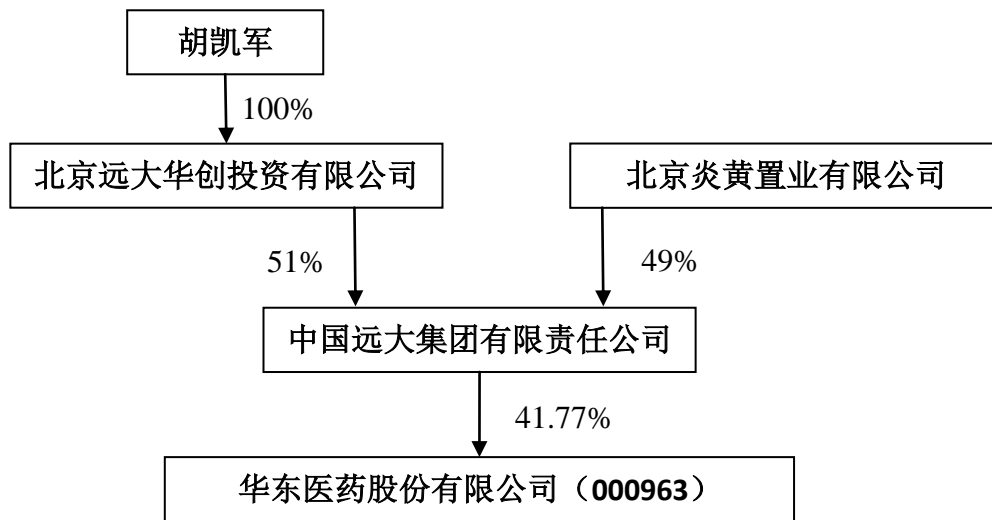 胡凯军
100%
北京远大华创投资有限公司
北京炎黄置业有限公司
51%
49%
中国远大集团有限责任公司
41.77%
华东医药股份有限公司（000963）